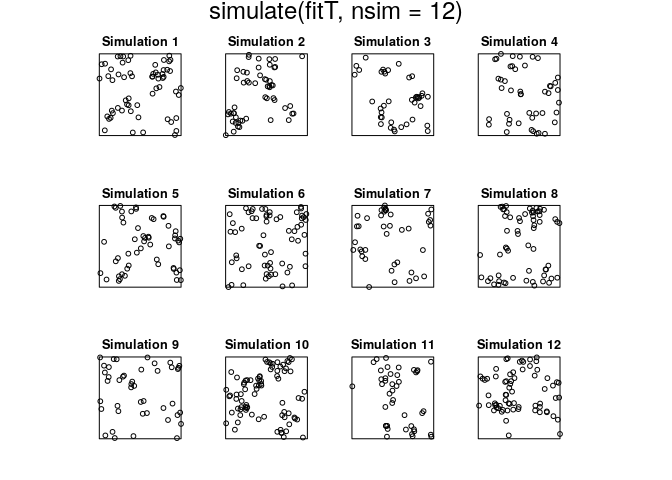 simulate(fitT, nsim = 12)
Simulation 1 Simulation 2 Simulation 3 Simulation 4
Simulation 5 Simulation 6 Simulation 7 Simulation 8
Simulation 9 Simulation 10 Simulation 11 Simulation 12